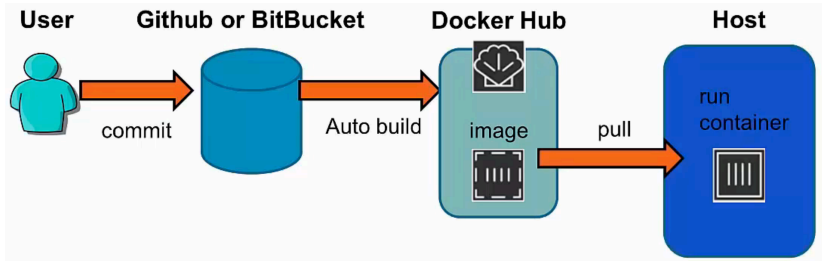 User
Github or BitBucket
Docker Hub
Host
commit
Auto build
image
pull
run
container